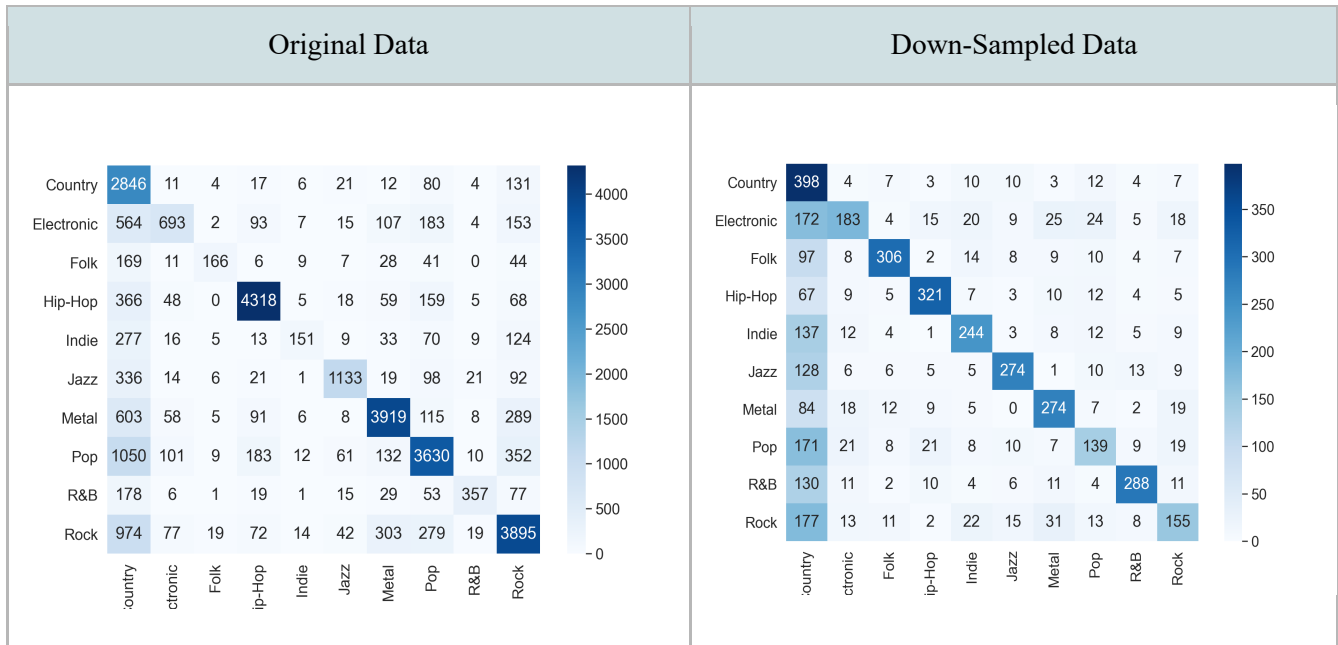 Original Data
Down-Sampled Data
Country 2846 11 4 17 6 21 12 80 4 131
Electronic 564 693 2 93 7 15 107 183 4 153
Folk 169 11 166 6 9 7 28 41 0 44
Hip-Hop 366 48 0 4318 5 18 59 159 5 68
Indie 277 16 5 13 151 9 33 70 9 124
Jazz 336 14 6 21 1 1133 19 98 21 92
Metal 603 58 5 91 6 8 3919 115 8 289
Pop 1050 101 9 183 12 61 132 3630 10 352
R&B 178 6 1 19 1 15 29 53 357 77
Rock 974 77 19 72 14 42 303 279 19 3895
ountry ctronic Folk ip-Hop Indie Jazz Metal Pop R&B Rock
4000
3500
3000
2500
2000
1500
1000
500
0
Country 398 4 7 3 10 10 3 12 4 7
Electronic 172 183 4 15 20 9 25 24 5 18
Folk 97 8 306 2 14 8 9 10 4 7
Hip-Hop 67 9 5 321 7 3 10 12 4 5
Indie 137 12 4 1 244 3 8 12 5 9
Jazz 128 6 6 5 5 274 1 10 13 9
Metal 84 18 12 9 5 0 274 7 2 19
Pop 171 21 8 21 8 10 7 139 9 19
R&B 130 11 2 10 4 6 11 4 288 11
Rock 177 13 11 2 22 15 31 13 8 155
ountry ctronic Folk ip-Hop Indie Jazz Metal Pop R&B Rock
350
300
250
200
150
100
50
0